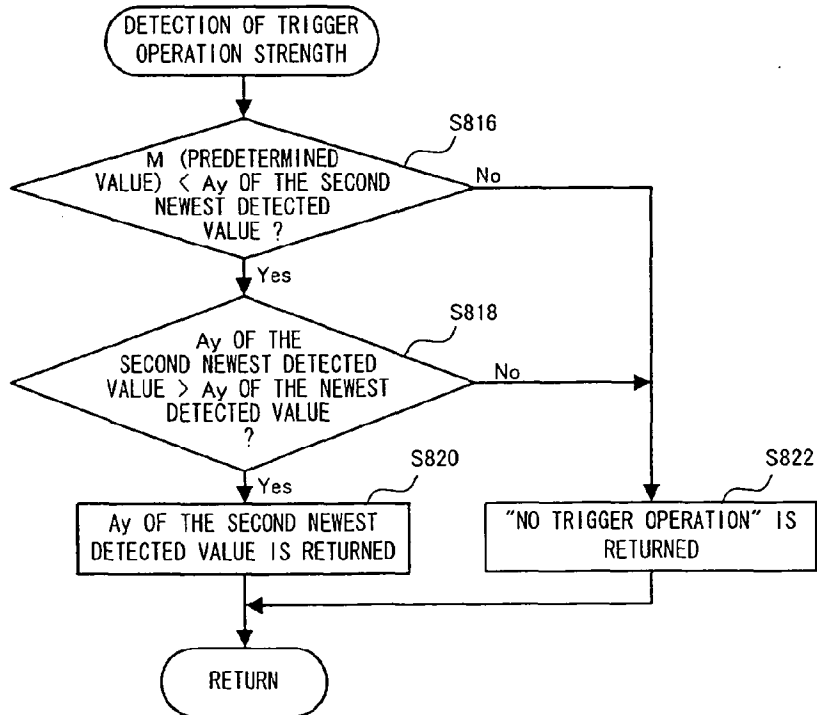 DETECTION OF TRIGGER
OPERATION STRENGTH
S816
M (PREDETERMINED
VALUE) < Ay OF THE SECOND
NEWEST DETECTED
VALUE ?
No
Yes
S818
Ay OF THE
SECOND NEWEST DETECTED
VALUE > Ay OF THE NEWEST
DETECTED VALUE
?
No
Yes
S820
Ay OF THE SECOND NEWEST
DETECTED VALUE IS RETURNED
S822
"NO TRIGGER OPERATION" IS
RETURNED
RETURN